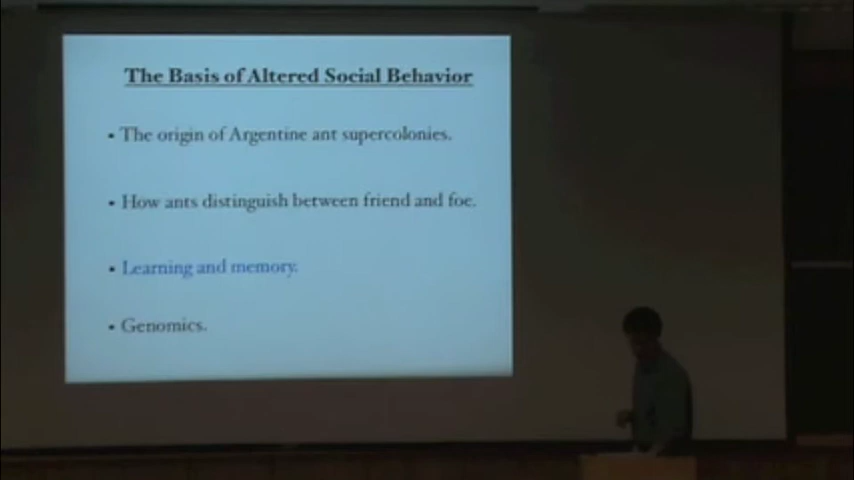 The Basis of Altered Social Behavior
• The origin of Argentine ant supercolonies.
• How ants distinguish between friend and foe.
• Learning and memory.
• Genomics.